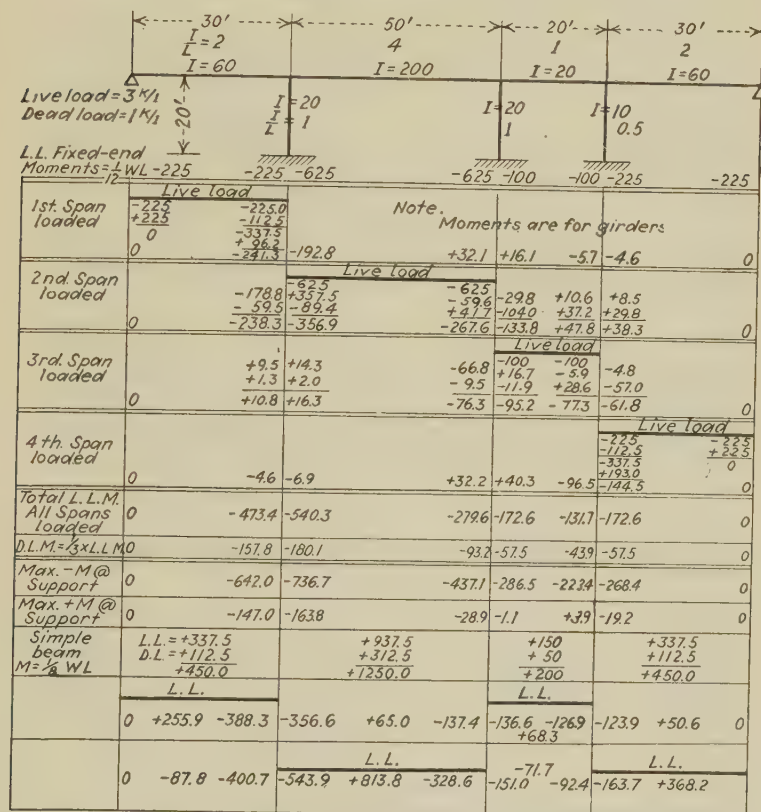 30' 50' 20' 30'
I/L=2 4 1 2
I=60 I=200 I=20 I=60
Live load=3 K/1
Dead load=1 K/1
20'
I=20 I=20 I=10
I/L=1 1 0.5
L.L. Fixed-end
Moments=1/12 WL -225 -225 -625 -625 -100 -100 -225 -225
1st. Span loaded
Live load
-225 -225.0
+225 -112.5
0 -337.5
+96.2
0 -241.3 -192.8 +32.1 +16.1 -5.7 -4.6 0
Note.
Moments are for girders
2nd. Span loaded
Live load
-625 -625
-178.8 +357.5 -59.6 -29.8 +10.6 +8.5
-59.5 -89.4 +41.7 -104.0 +37.2 +29.8
0 -238.3 -356.9 -267.6 -133.8 +47.8 +38.3 0
3rd. Span loaded
Live load
-100 -100
+9.5 +14.3 -66.8 +16.7 -5.9 -4.8
+1.3 +2.0 -9.5 -11.9 +28.6 -57.0
0 +10.8 +16.3 -76.3 -95.2 -77.3 -61.8 0
4th. Span loaded
Live load
-225 -225
-112.5 +225
-337.5 0
+193.0
0 -4.6 -6.9 +32.2 +40.3 -96.5 -144.5
Total L.L.M.
All Spans loaded 0 -473.4 -540.3 -279.6 -172.6 -131.7 -172.6 0
D.L.M.=1/3×L.L.M. 0 -157.8 -180.1 -93.2 -57.5 -43.9 -57.5 0
Max. -M @ Support 0 -642.0 -736.7 -437.1 -286.5 -223.4 -268.4 0
Max. +M @ Support 0 -147.0 -163.8 -28.9 -1.1 +3.9 -19.2 0
Simple beam M=1/8 WL
L.L.=+337.5 +937.5 +150 +337.5
D.L.=+112.5 +312.5 +50 +112.5
+450.0 +1250.0 +200 +450.0
L.L. L.L.
0 +255.9 -388.3 -356.6 +65.0 -137.4 -136.6 -126.9 -123.9 +50.6 0
+68.3
L.L. L.L.
-71.7
0 -87.8 -400.7 -543.9 +813.8 -328.6 -151.0 -92.4 -163.7 +368.2